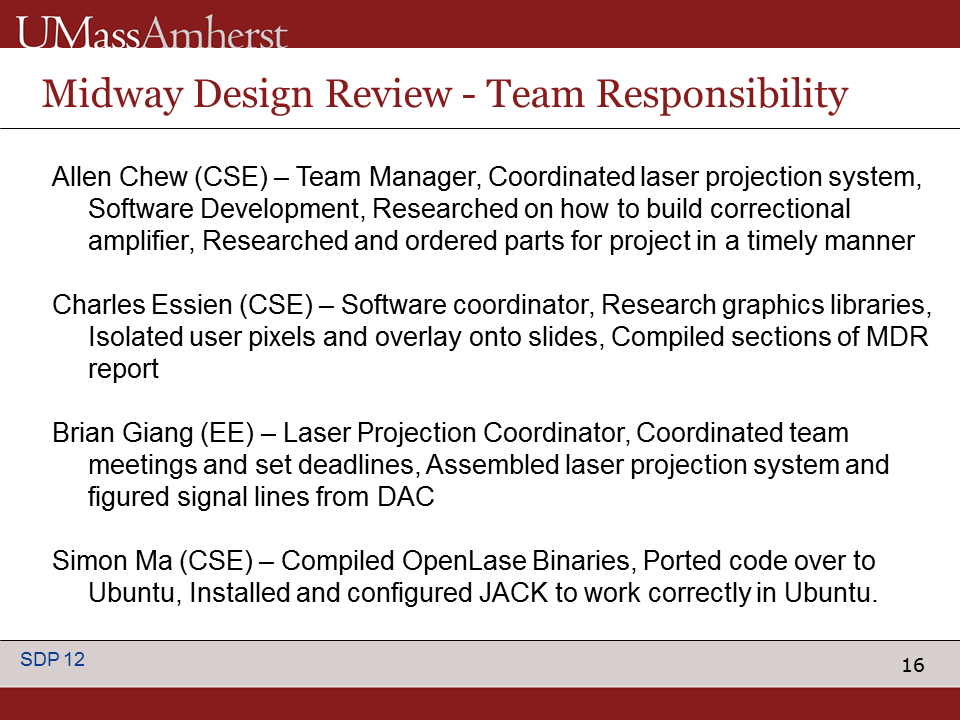 UMassAmherst
Midway Design Review - Team Responsibility
Allen Chew (CSE) – Team Manager, Coordinated laser projection system,
Software Development, Researched on how to build correctional
amplifier, Researched and ordered parts for project in a timely manner
Charles Essien (CSE) – Software coordinator, Research graphics libraries,
Isolated user pixels and overlay onto slides, Compiled sections of MDR
report
Brian Giang (EE) – Laser Projection Coordinator, Coordinated team
meetings and set deadlines, Assembled laser projection system and
figured signal lines from DAC
Simon Ma (CSE) – Compiled OpenLase Binaries, Ported code over to
Ubuntu, Installed and configured JACK to work correctly in Ubuntu.
SDP 12
16